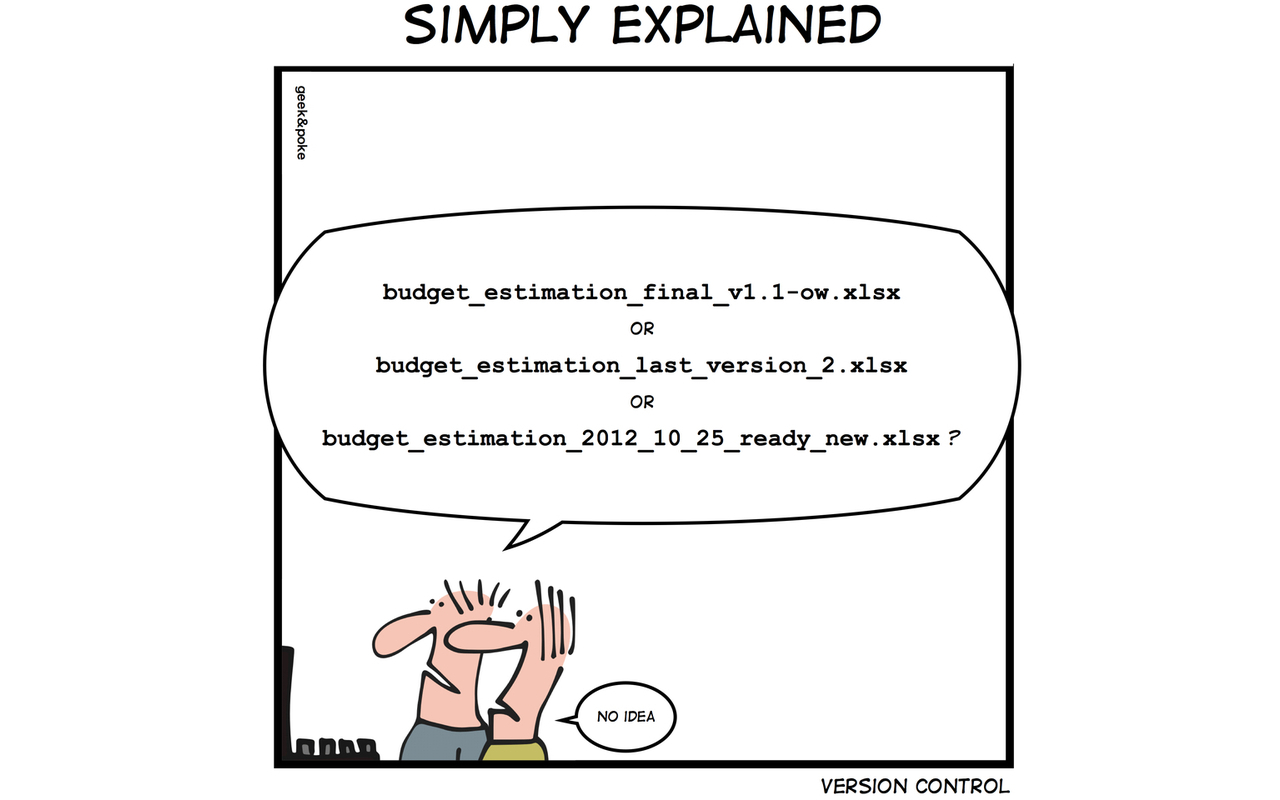 SIMPLY EXPLAINED
geek&poke
budget_estimation_final_v1.1-ow.xlsx
OR
budget_estimation_last_version_2.xlsx
OR
budget_estimation_2012_10_25_ready_new.xlsx ?
NO IDEA
VERSION CONTROL